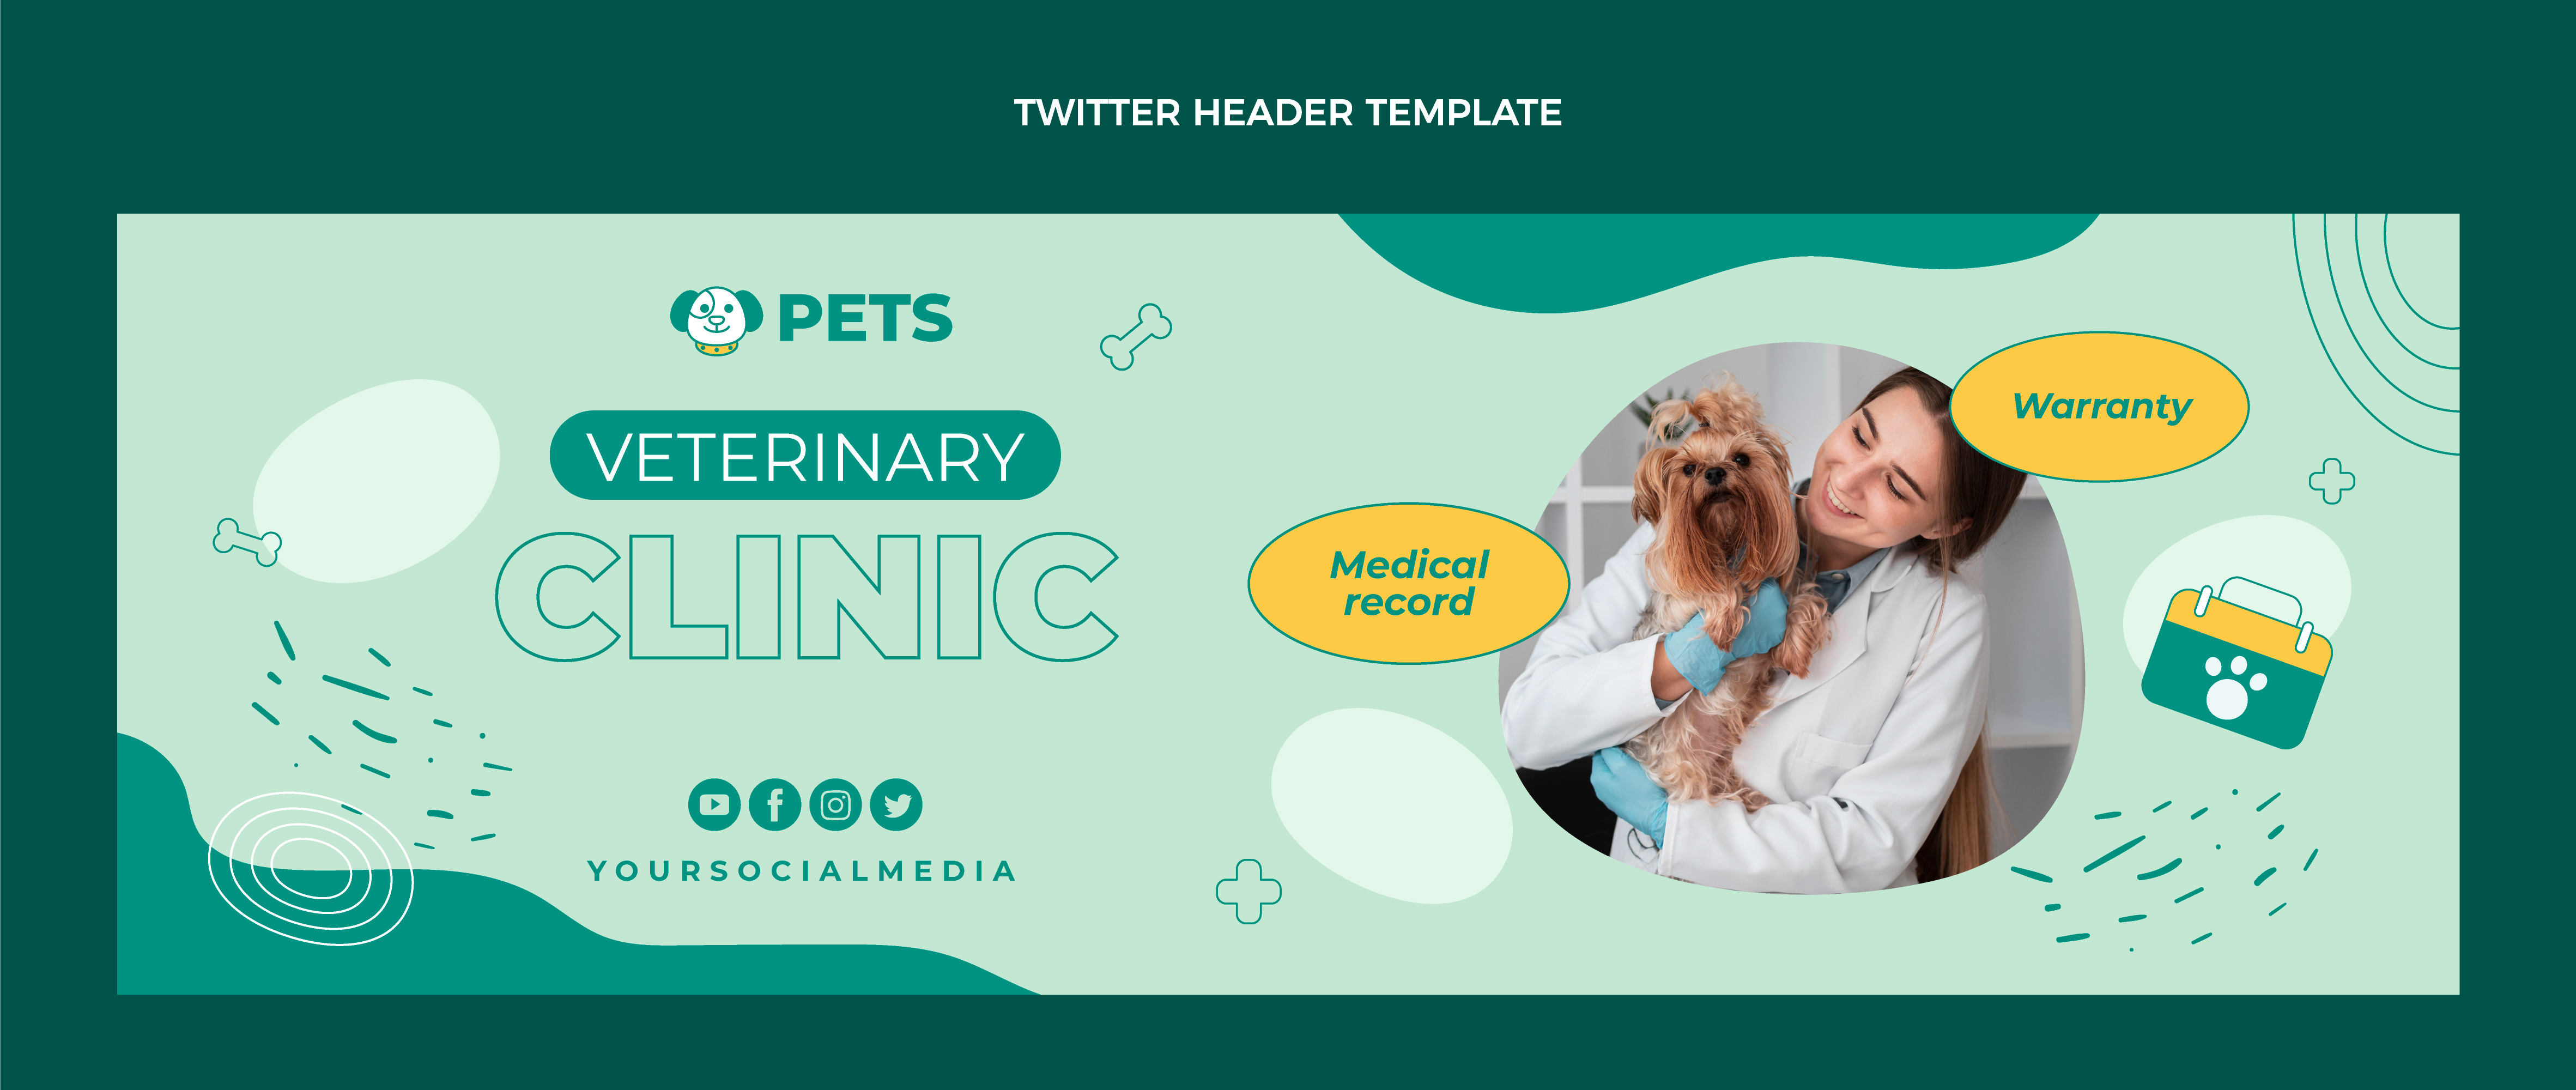 TWITTER HEADER TEMPLATE
PETS
VETERINARY
CLINIC
YOURSOCIALMEDIA
Medical
record
Warranty